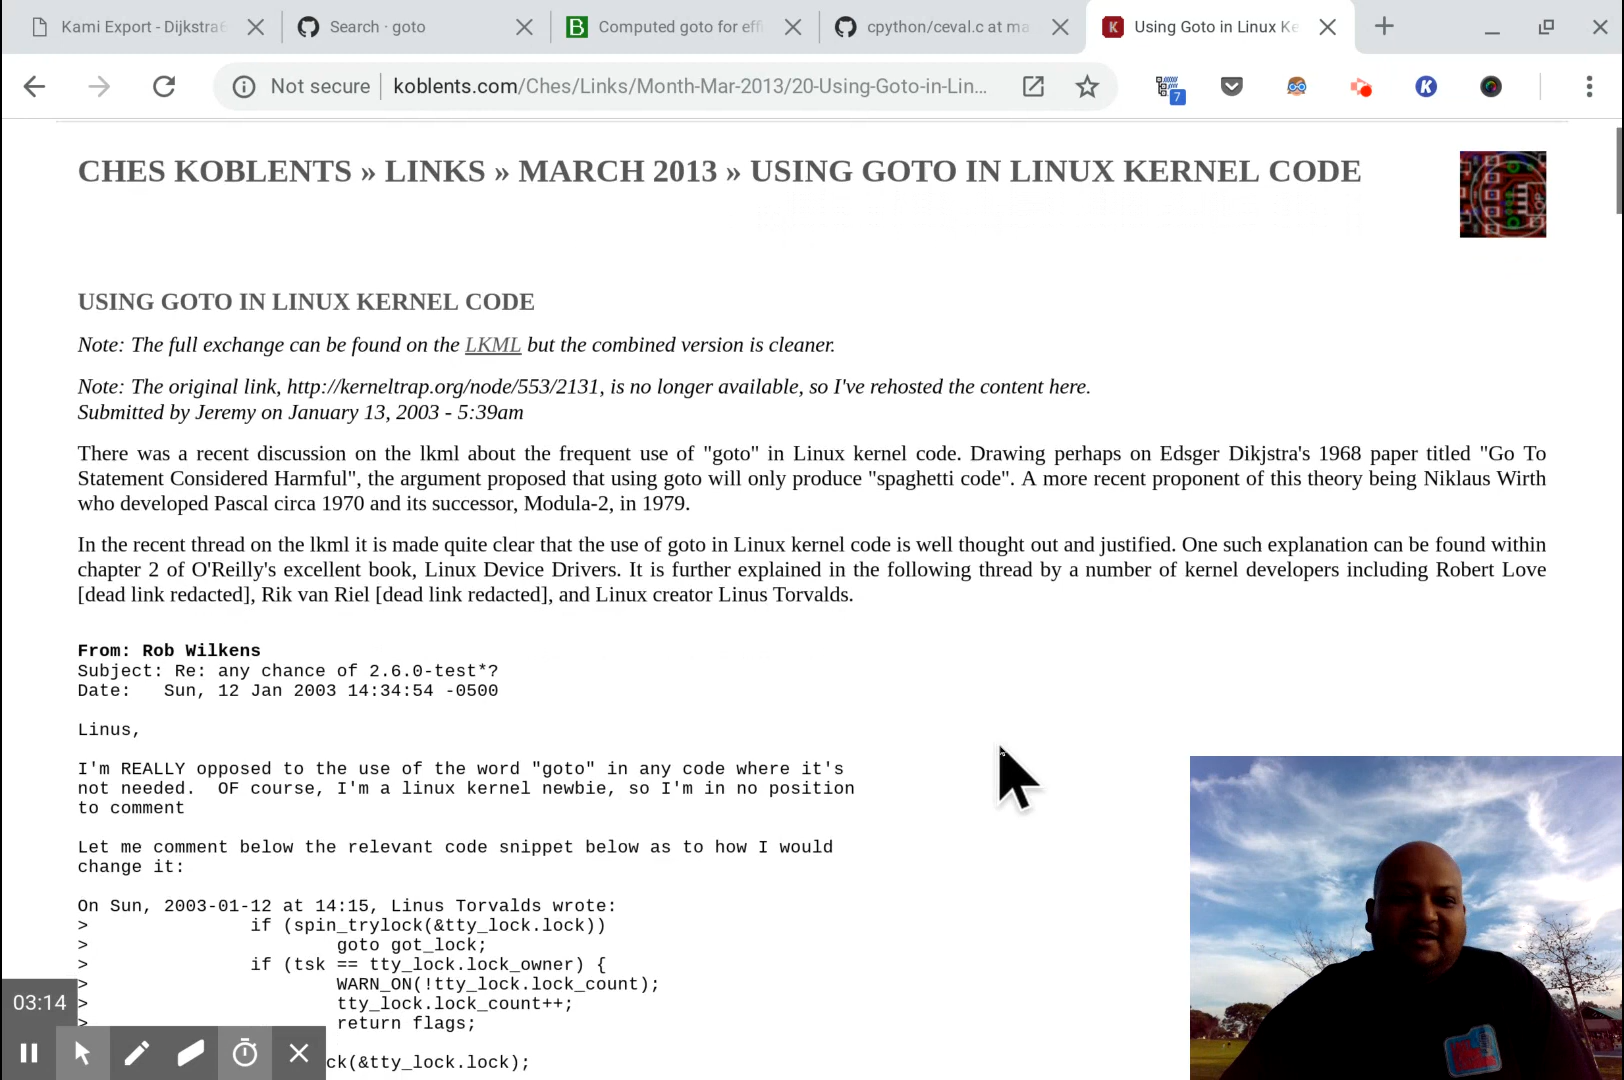 Kami Export - Dijkstra6
Search · goto
Computed goto for effi
cpython/ceval.c at ma
Using Goto in Linux Ke
Not secure
koblents.com/Ches/Links/Month-Mar-2013/20-Using-Goto-in-Lin...
7
CHES KOBLENTS » LINKS » MARCH 2013 » USING GOTO IN LINUX KERNEL CODE
USING GOTO IN LINUX KERNEL CODE
Note: The full exchange can be found on the LKML but the combined version is cleaner.
Note: The original link, http://kerneltrap.org/node/553/2131, is no longer available, so I've rehosted the content here.
Submitted by Jeremy on January 13, 2003 - 5:39am
There was a recent discussion on the lkml about the frequent use of "goto" in Linux kernel code. Drawing perhaps on Edsger Dikjstra's 1968 paper titled "Go To
Statement Considered Harmful", the argument proposed that using goto will only produce "spaghetti code". A more recent proponent of this theory being Niklaus Wirth
who developed Pascal circa 1970 and its successor, Modula-2, in 1979.
In the recent thread on the lkml it is made quite clear that the use of goto in Linux kernel code is well thought out and justified. One such explanation can be found within
chapter 2 of O'Reilly's excellent book, Linux Device Drivers. It is further explained in the following thread by a number of kernel developers including Robert Love
[dead link redacted], Rik van Riel [dead link redacted], and Linux creator Linus Torvalds.
From: Rob Wilkens
Subject: Re: any chance of 2.6.0-test*?
Date:   Sun, 12 Jan 2003 14:34:54 -0500
Linus,
I'm REALLY opposed to the use of the word "goto" in any code where it's
not needed.  OF course, I'm a linux kernel newbie, so I'm in no position
to comment
Let me comment below the relevant code snippet below as to how I would
change it:
On Sun, 2003-01-12 at 14:15, Linus Torvalds wrote:
>               if (spin_trylock(&tty_lock.lock))
>                       goto got_lock;
>               if (tsk == tty_lock.lock_owner) {
>                       WARN_ON(!tty_lock.lock_count);
>                       tty_lock.lock_count++;
>                       return flags;
ck(&tty_lock.lock);
03:14